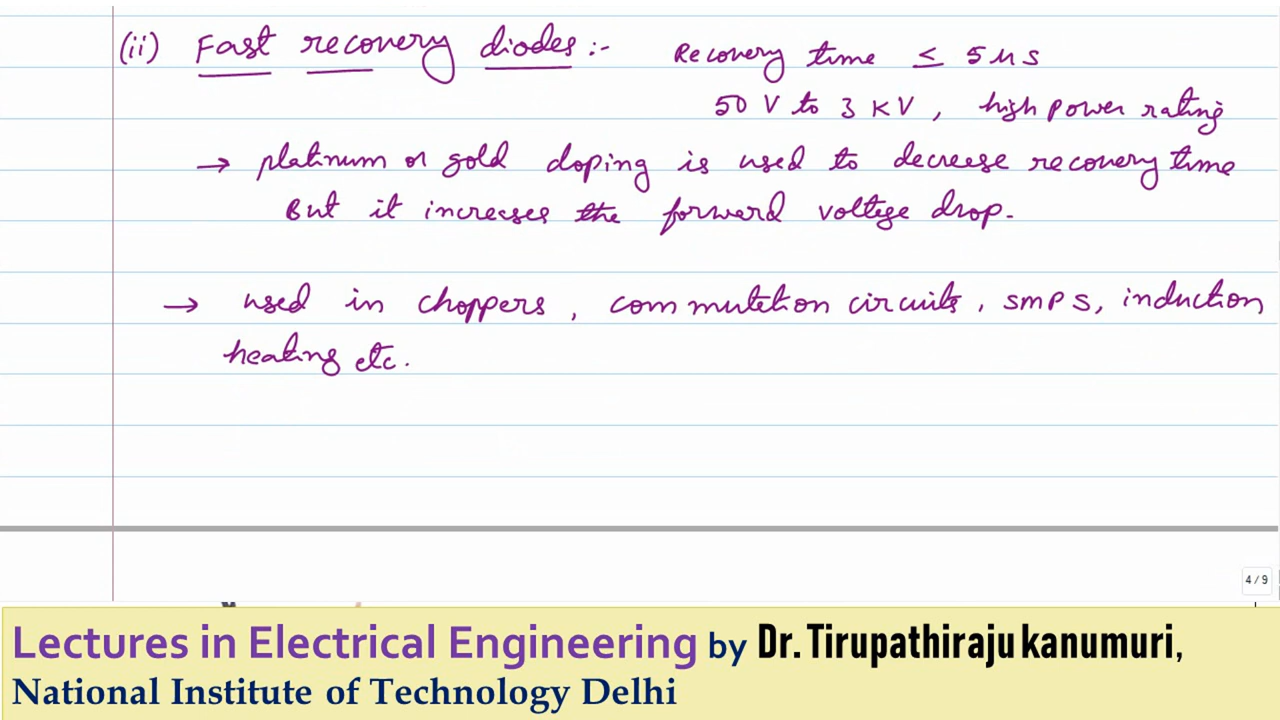 (ii) Fast recovery diodes :- Recovery time ≤ 5 μs
50 V to 3 KV, high power rating
→ platinum or gold doping is used to decrease recovery time
But it increases the forward voltage drop.
→ used in choppers, commutation circuits, SMPS, induction
heating etc.
4 / 9
Lectures in Electrical Engineering by Dr. Tirupathiraju kanumuri,
National Institute of Technology Delhi